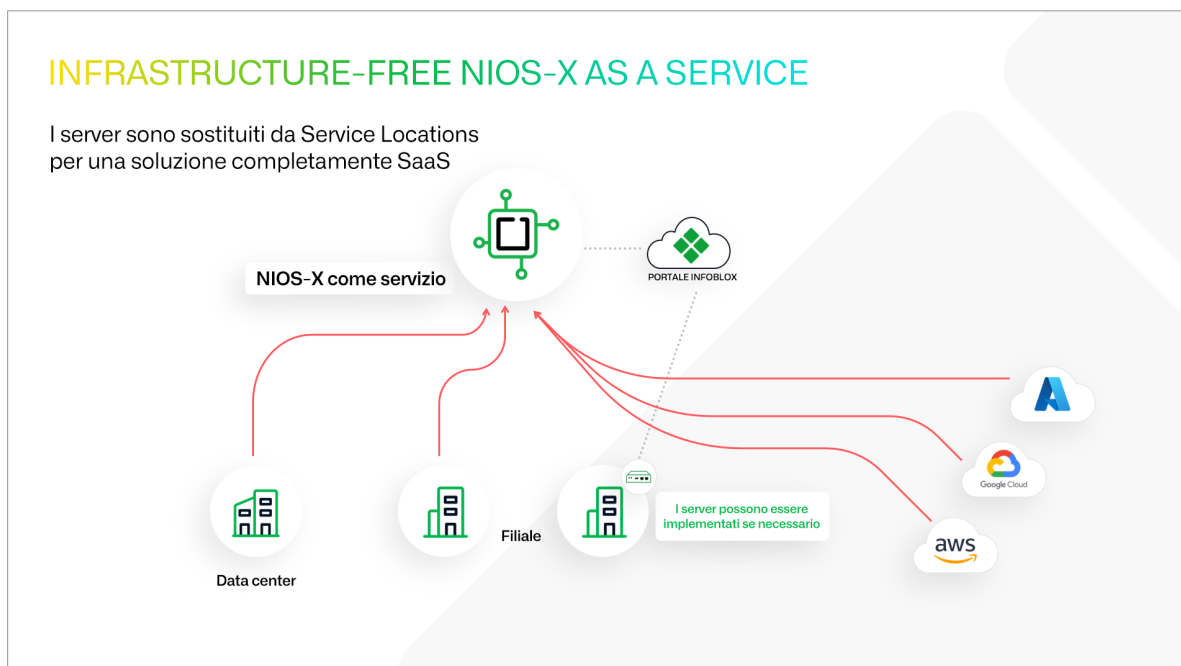 INFRASTRUCTURE-FREE NIOS-X AS A SERVICE
I server sono sostituiti da Service Locations
per una soluzione completamente SaaS
NIOS-X come servizio
PORTALE INFOBLOX
Google Cloud
aws
I server possono essere
implementati se necessario
Filiale
Data center